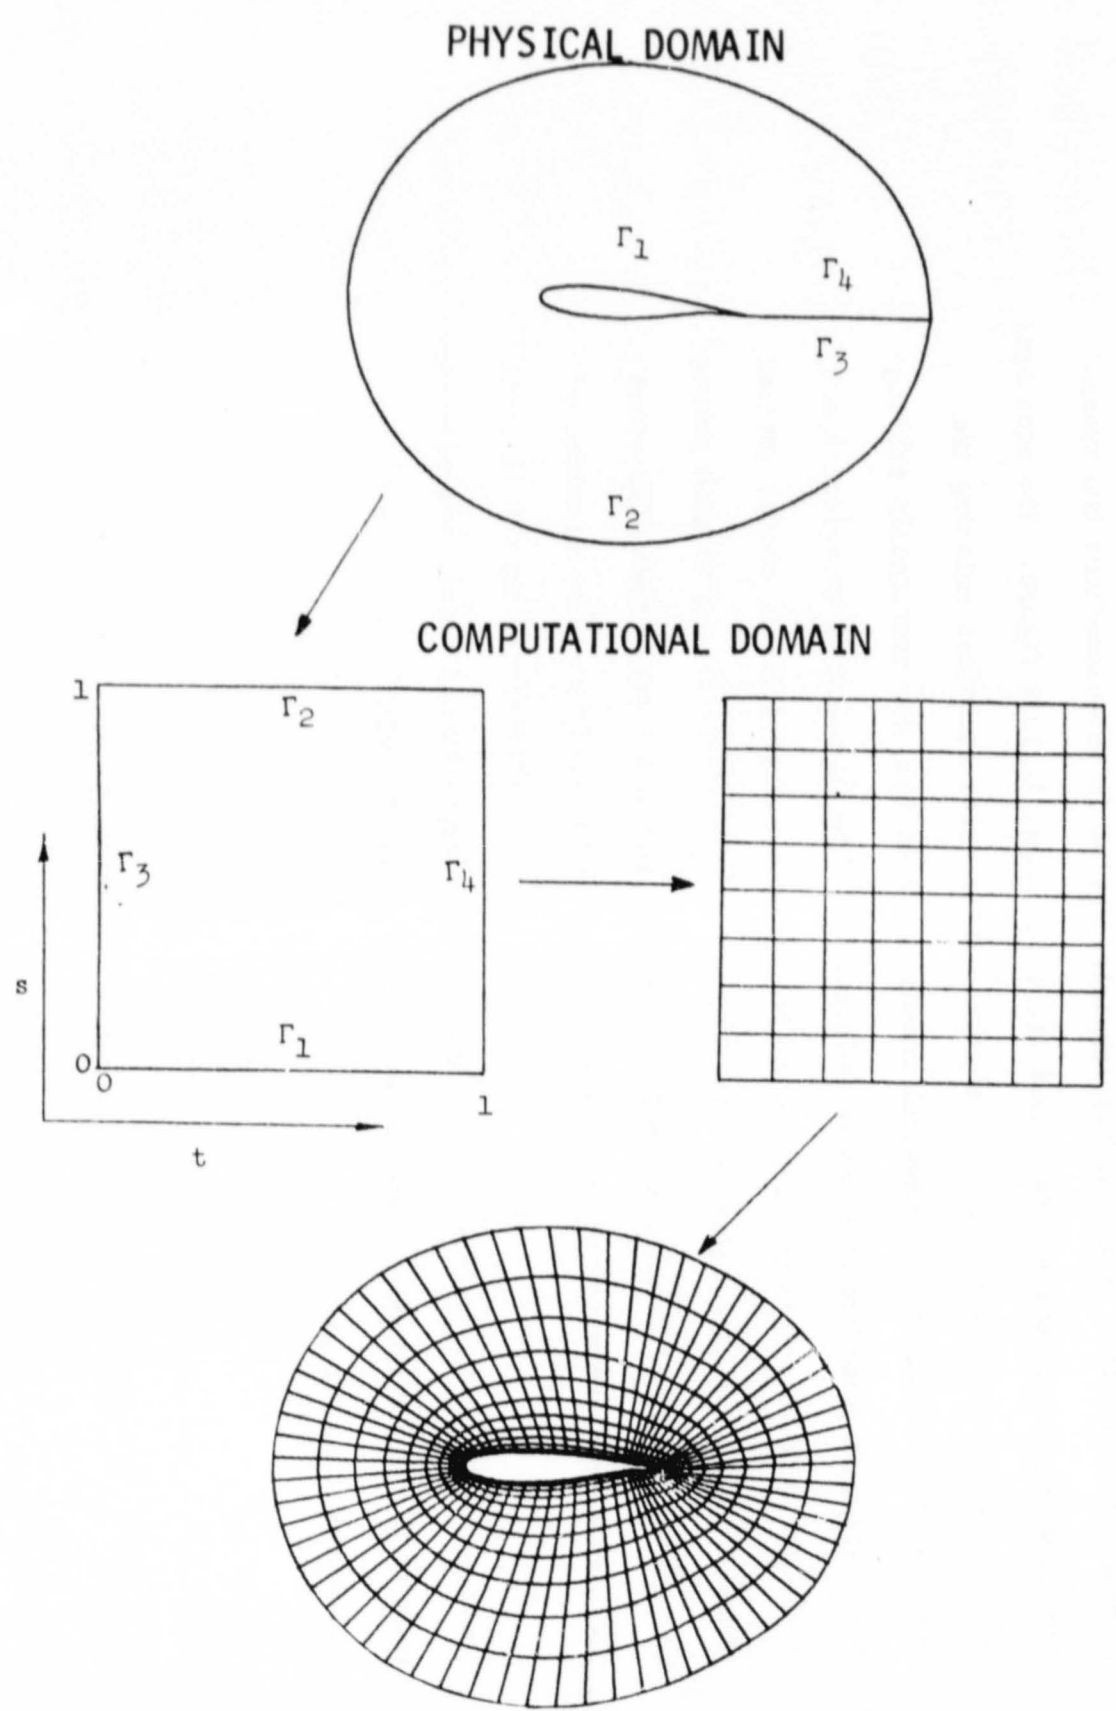 PHYSICAL DOMAIN
Γ1
Γ4
Γ3
Γ2
COMPUTATIONAL DOMAIN
1
Γ2
Γ3
Γ4
s
Γ1
0
0
1
t